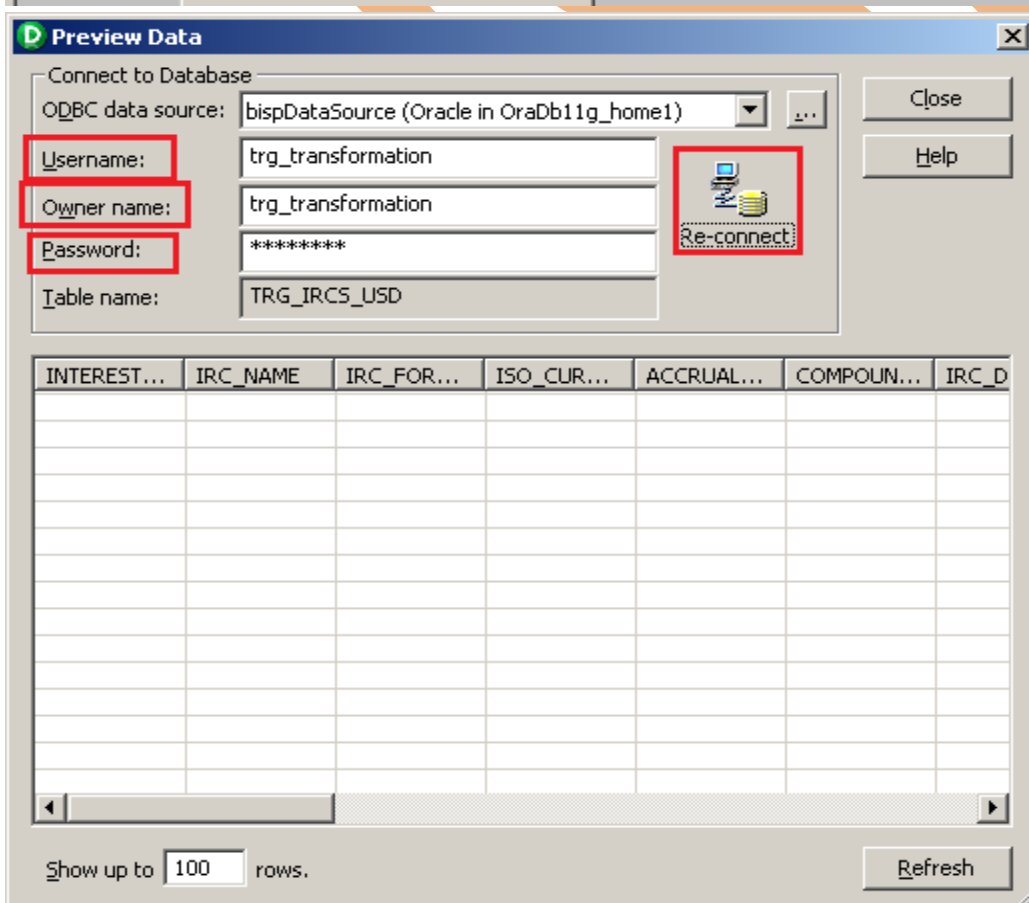 Preview Data
Connect to Database
ODBC data source: bispDataSource (Oracle in OraDb11g_home1) ...
Close
Username: trg_transformation
Help
Owner name: trg_transformation
Re-connect
Password: ********
Table name: TRG_IRCS_USD
INTEREST... IRC_NAME IRC_FOR... ISO_CUR... ACCRUAL... COMPOUN... IRC_D
Show up to 100 rows.
Refresh